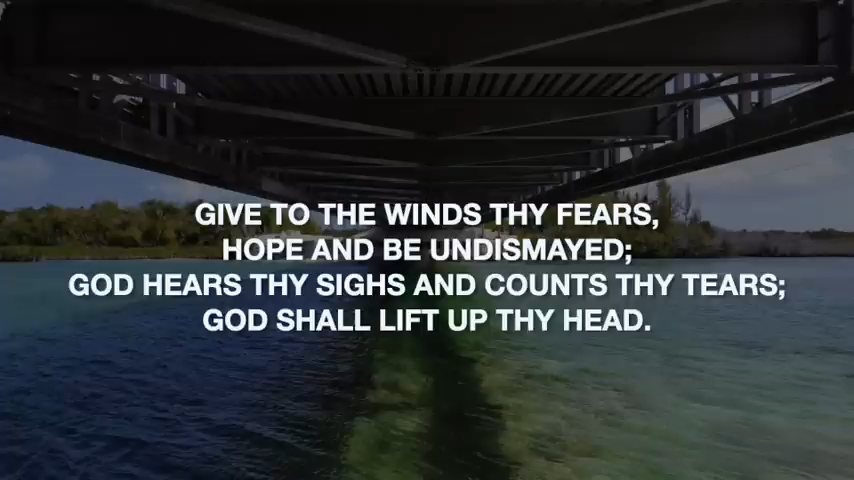 GIVE TO THE WINDS THY FEARS,
HOPE AND BE UNDISMAYED;
GOD HEARS THY SIGHS AND COUNTS THY TEARS;
GOD SHALL LIFT UP THY HEAD.